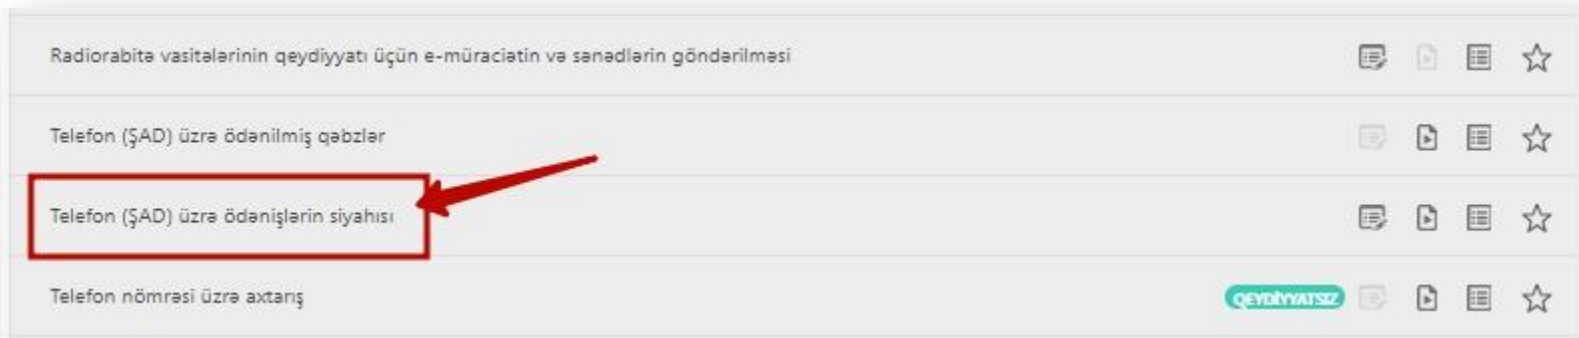 Radiorabitə vasitələrinin qeydiyyatı üçün e-müraciətin və sənədlərin göndərilməsi
Telefon (ŞAD) üzrə ödənilmiş qəbzlər
Telefon (ŞAD) üzrə ödənişlərin siyahısı
Telefon nömrəsi üzrə axtarış QEYDİYYATSIZ